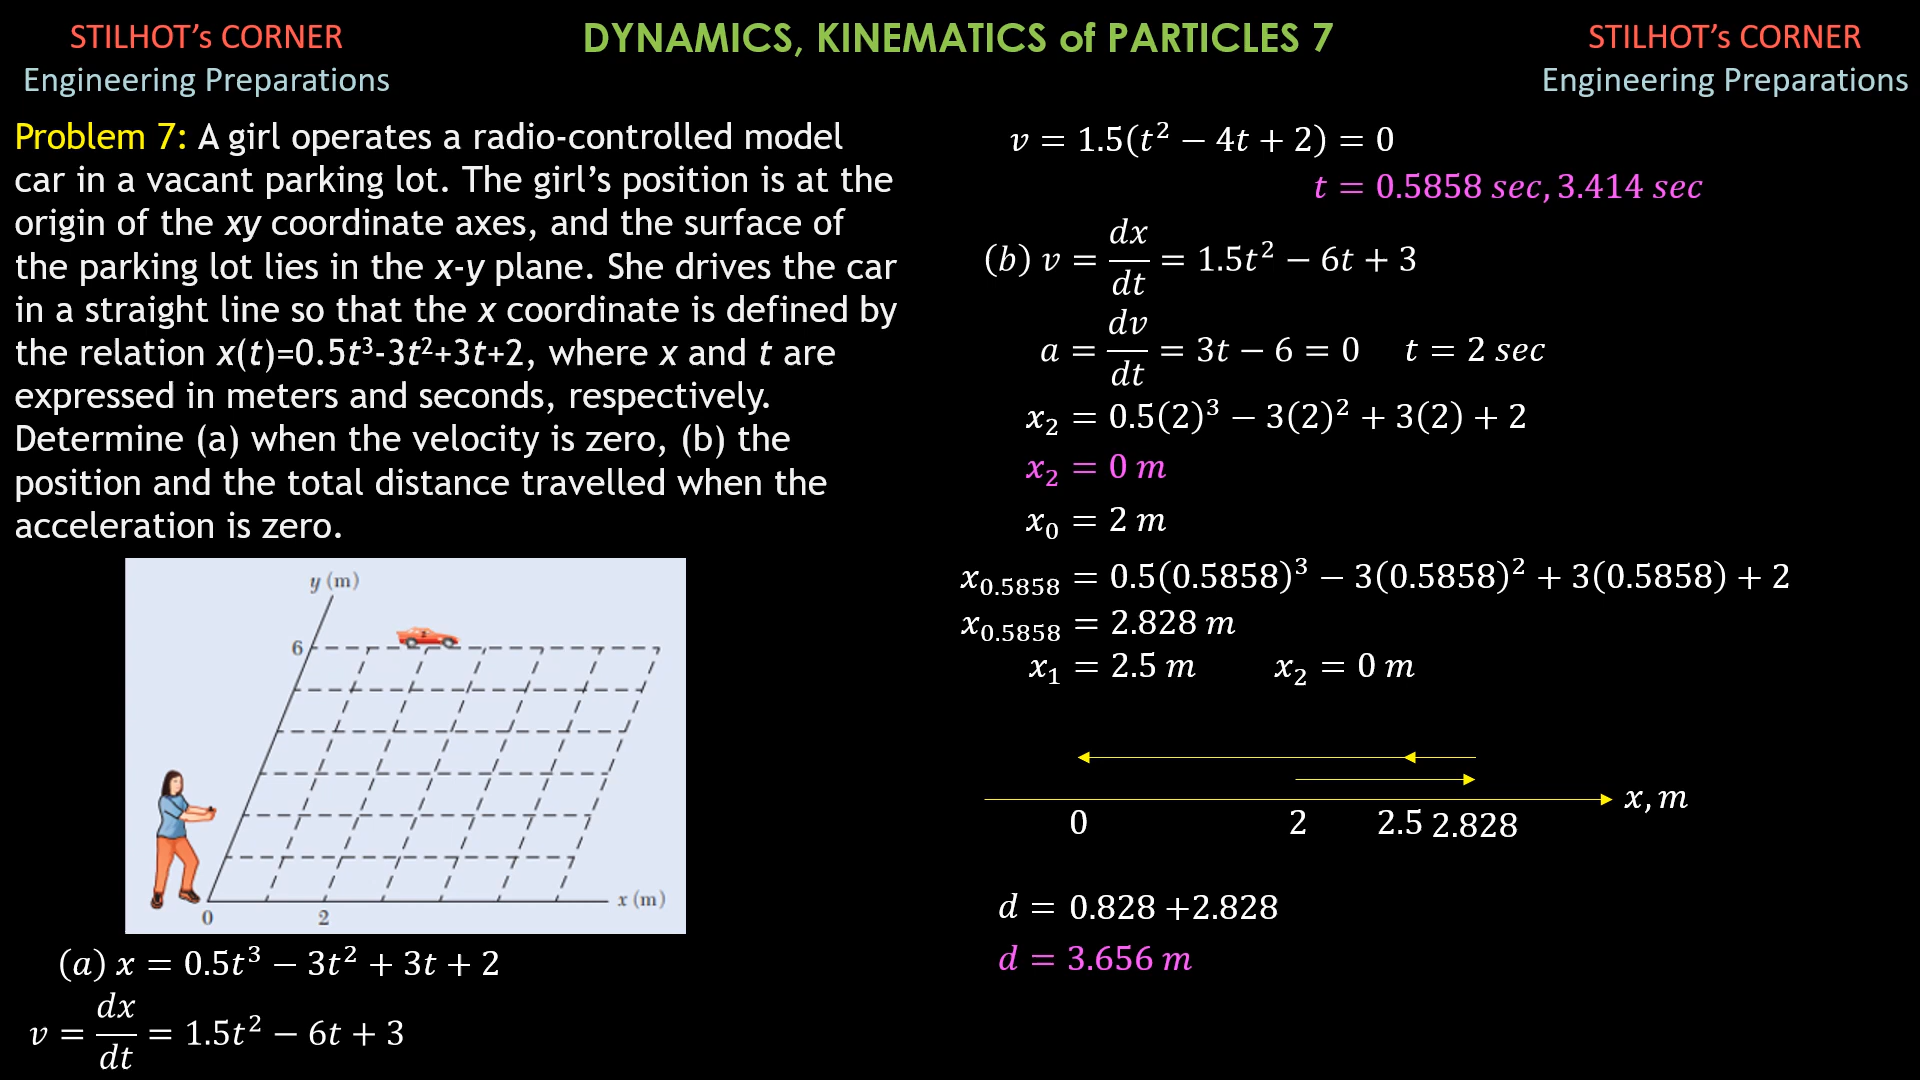 STILHOT’s CORNER
Engineering Preparations
DYNAMICS, KINEMATICS of PARTICLES 7
STILHOT’s CORNER
Engineering Preparations
Problem 7: A girl operates a radio-controlled model
car in a vacant parking lot. The girl’s position is at the
origin of the xy coordinate axes, and the surface of
the parking lot lies in the x-y plane. She drives the car
in a straight line so that the x coordinate is defined by
the relation x(t)=0.5t³-3t²+3t+2, where x and t are
expressed in meters and seconds, respectively.
Determine (a) when the velocity is zero, (b) the
position and the total distance travelled when the
acceleration is zero.
y (m)
6
0
2
x (m)
(a) x = 0.5t³ − 3t² + 3t + 2
v = dx/dt = 1.5t² − 6t + 3
v = 1.5(t² − 4t + 2) = 0
t = 0.5858 sec, 3.414 sec
(b) v = dx/dt = 1.5t² − 6t + 3
a = dv/dt = 3t − 6 = 0 t = 2 sec
x₂ = 0.5(2)³ − 3(2)² + 3(2) + 2
x₂ = 0 m
x₀ = 2 m
x₀.₅₈₅₈ = 0.5(0.5858)³ − 3(0.5858)² + 3(0.5858) + 2
x₀.₅₈₅₈ = 2.828 m
x₁ = 2.5 m x₂ = 0 m
x, m
0 2 2.5 2.828
d = 0.828 +2.828
d = 3.656 m